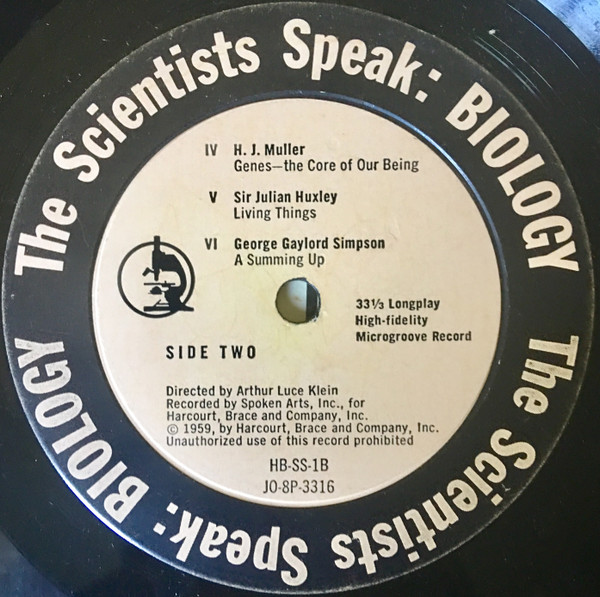 The Scientists Speak: BIOLOGY
The Scientists Speak: BIOLOGY
IV H. J. Muller
Genes—the Core of Our Being
V Sir Julian Huxley
Living Things
VI George Gaylord Simpson
A Summing Up
33⅓ Longplay
High-fidelity
Microgroove Record
SIDE TWO
Directed by Arthur Luce Klein
Recorded by Spoken Arts, Inc., for
Harcourt, Brace and Company, Inc.
© 1959, by Harcourt, Brace and Company, Inc.
Unauthorized use of this record prohibited
HB-SS-1B
JO-8P-3316